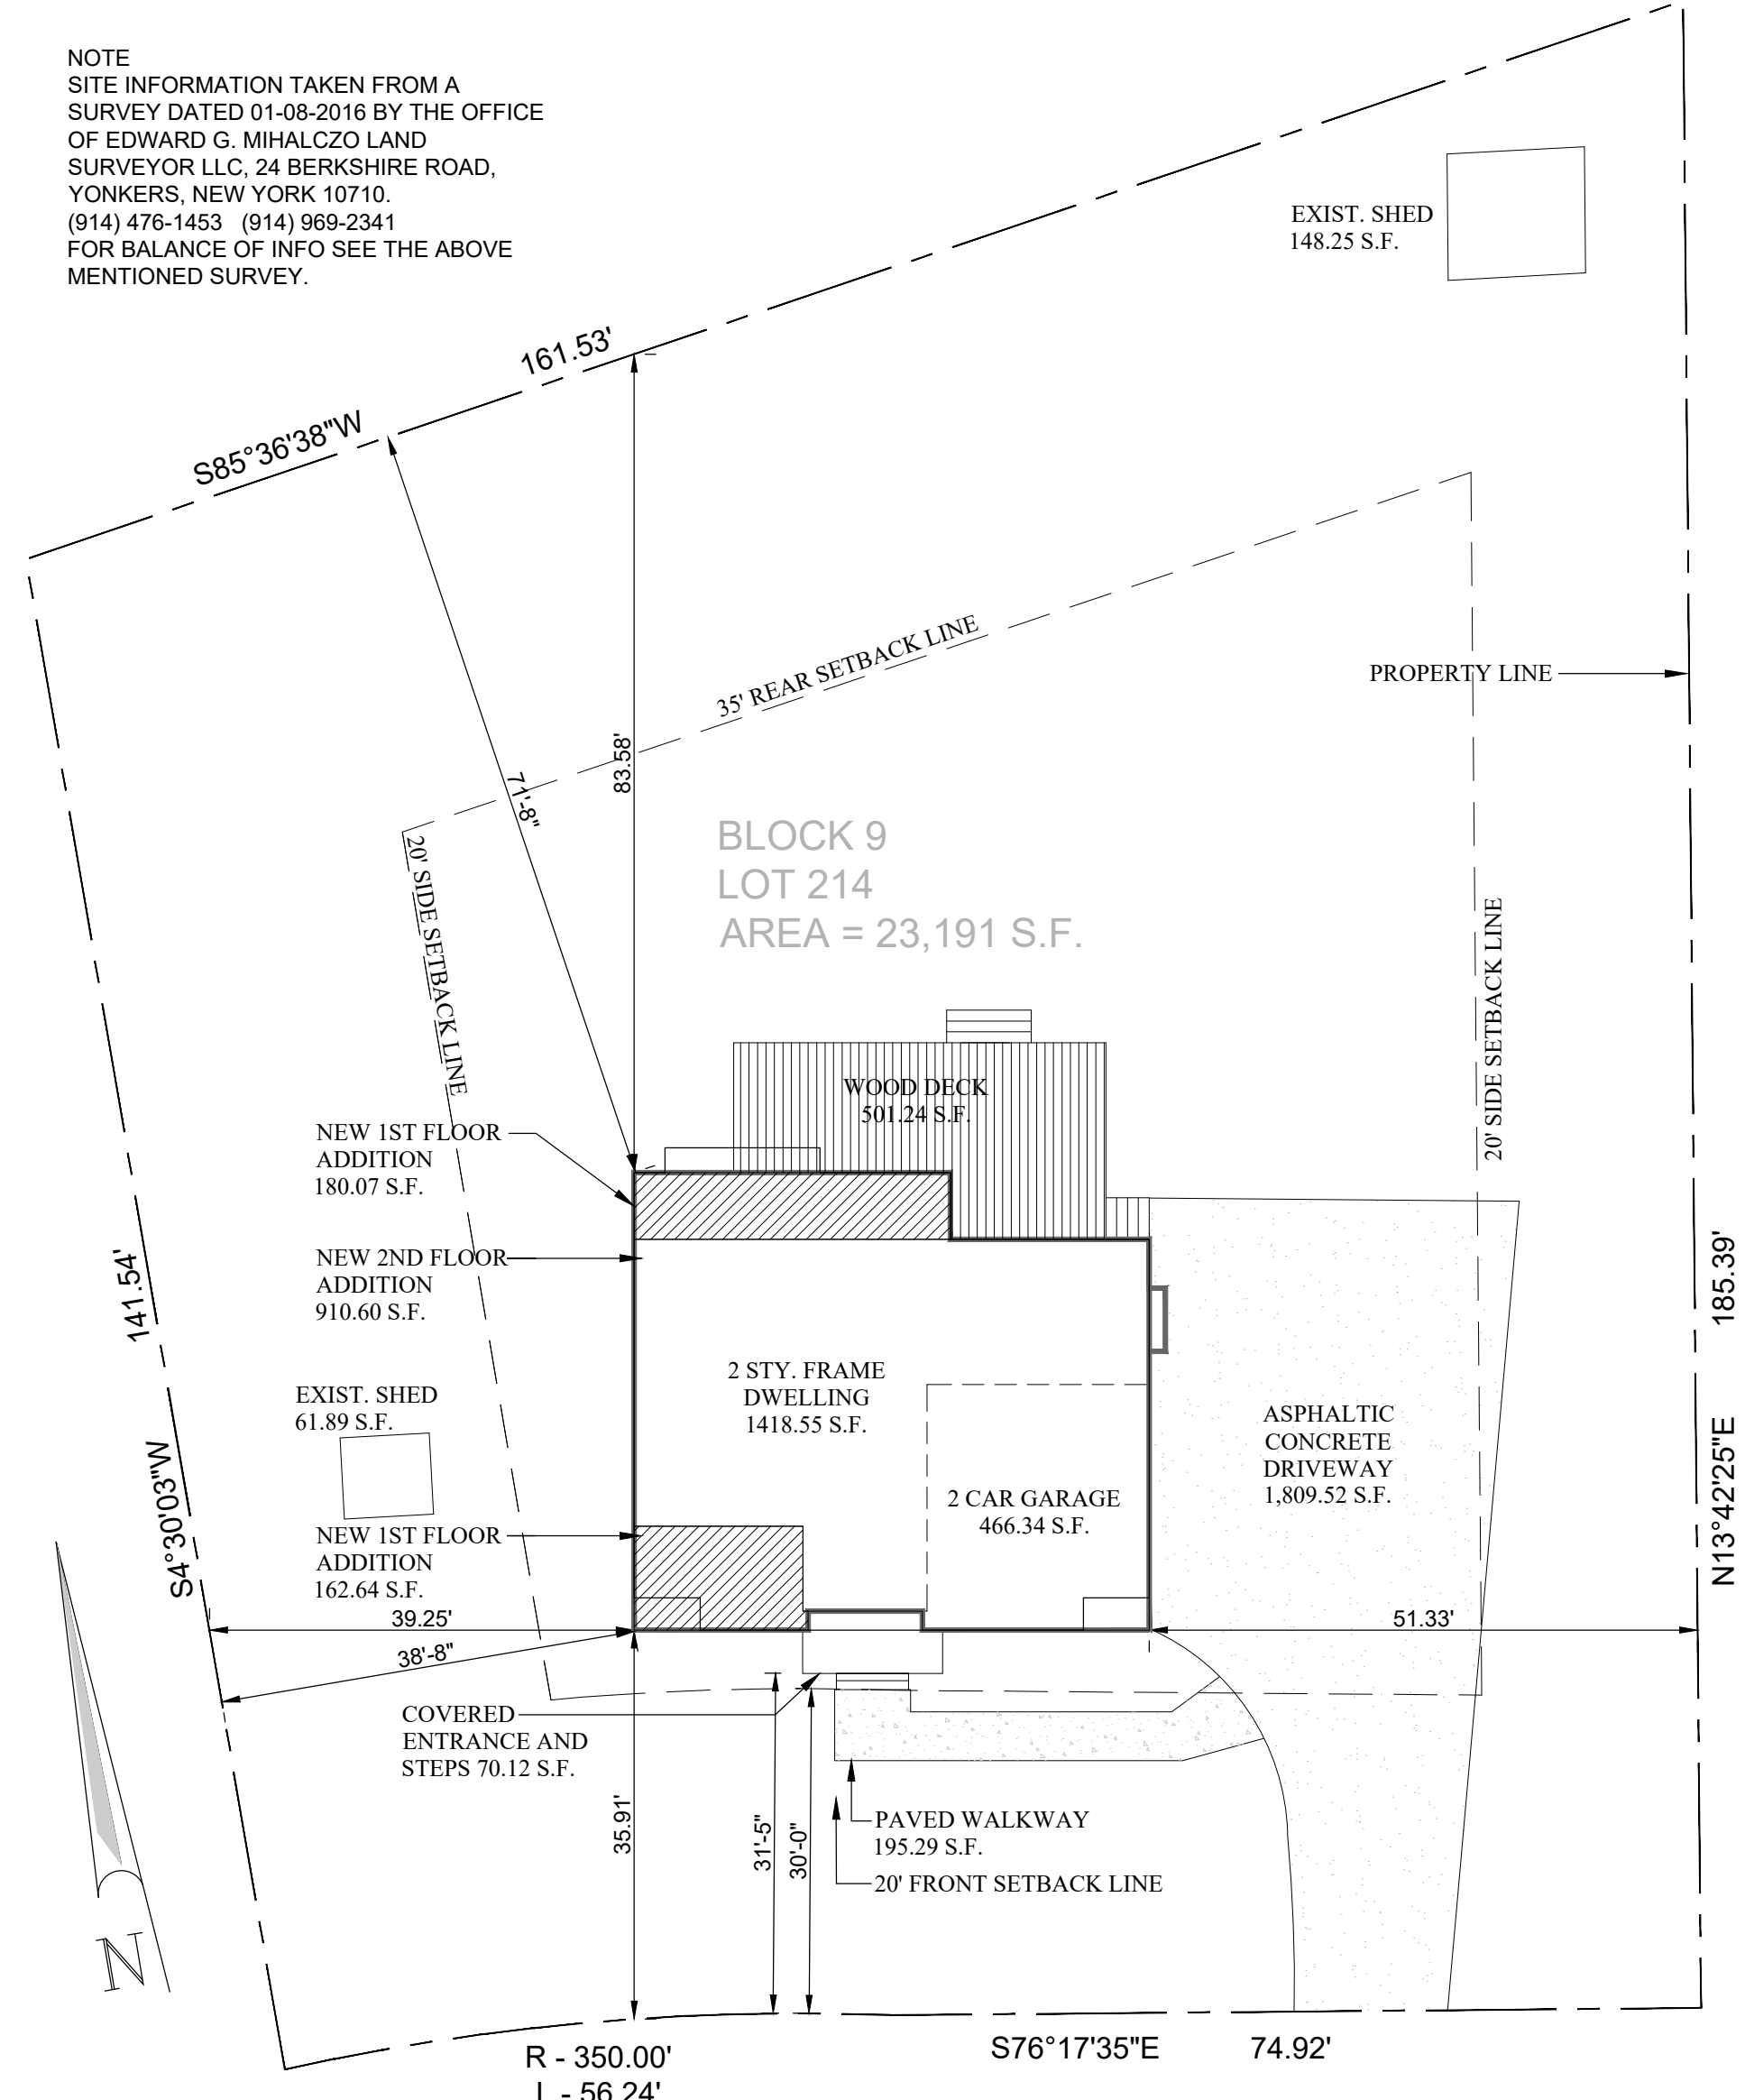 NOTE
SITE INFORMATION TAKEN FROM A
SURVEY DATED 01-08-2016 BY THE OFFICE
OF EDWARD G. MIHALCZO LAND
SURVEYOR LLC, 24 BERKSHIRE ROAD,
YONKERS, NEW YORK 10710.
(914) 476-1453 (914) 969-2341
FOR BALANCE OF INFO SEE THE ABOVE
MENTIONED SURVEY.
EXIST. SHED
148.25 S.F.
161.53'
S85°36'38"W
35' REAR SETBACK LINE
PROPERTY LINE
83.58'
71'-8"
BLOCK 9
LOT 214
AREA = 23,191 S.F.
20' SIDE SETBACK LINE
20' SIDE SETBACK LINE
WOOD DECK
501.24 S.F.
NEW 1ST FLOOR
ADDITION
180.07 S.F.
NEW 2ND FLOOR
ADDITION
910.60 S.F.
141.54'
185.39'
2 STY. FRAME
DWELLING
1418.55 S.F.
EXIST. SHED
61.89 S.F.
ASPHALTIC
CONCRETE
DRIVEWAY
1,809.52 S.F.
S4°30'03"W
N13°42'25"E
2 CAR GARAGE
466.34 S.F.
NEW 1ST FLOOR
ADDITION
162.64 S.F.
39.25'
51.33'
38'-8"
COVERED
ENTRANCE AND
STEPS 70.12 S.F.
35.91'
31'-5"
30'-0"
PAVED WALKWAY
195.29 S.F.
20' FRONT SETBACK LINE
N
S76°17'35"E 74.92'
R - 350.00'
L - 56.24'